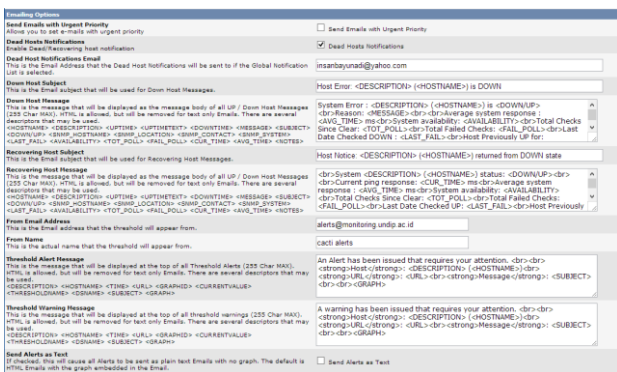 Emailing Options
Send Emails with Urgent Priority
Allows you to set e-mails with urgent priority
Send Emails with Urgent Priority
Dead Hosts Notifications
Enable Dead/Recovering host notification
Dead Hosts Notifications
Dead Host Notifications Email
This is the Email Address that the Dead Host Notifications will be sent to if the Global Notification
List is selected.
insanbayunadi@yahoo.com
Down Host Subject
This is the Email subject that will be used for Down Host Messages.
Host Error: <DESCRIPTION> (<HOSTNAME>) is DOWN
Down Host Message
This is the message that will be displayed as the message body of all UP / Down Host Messages
(255 Char MAX). HTML is allowed, but will be removed for text only Emails. There are several
descriptors that may be used.
<HOSTNAME> <DESCRIPTION> <UPTIME> <UPTIMETEXT> <DOWNTIME> <MESSAGE> <SUBJECT>
<DOWN/UP> <SNMP_HOSTNAME> <SNMP_LOCATION> <SNMP_CONTACT> <SNMP_SYSTEM>
<LAST_FAIL> <AVAILABILITY> <TOT_POLL> <FAIL_POLL> <CUR_TIME> <AVG_TIME> <NOTES>
System Error : <DESCRIPTION> (<HOSTNAME>) is <DOWN/UP>
<br>Reason: <MESSAGE><br><br>Average system response :
<AVG_TIME> ms<br>System availability: <AVAILABILITY><br>Total Checks
Since Clear: <TOT_POLL><br>Total Failed Checks: <FAIL_POLL><br>Last
Date Checked DOWN : <LAST_FAIL><br>Host Previously UP for:
Recovering Host Subject
This is the Email subject that will be used for Recovering Host Messages.
Host Notice: <DESCRIPTION> (<HOSTNAME>) returned from DOWN state
Recovering Host Message
This is the message that will be displayed as the message body of all UP / Down Host Messages
(255 Char MAX). HTML is allowed, but will be removed for text only Emails. There are several
descriptors that may be used.
<HOSTNAME> <DESCRIPTION> <UPTIME> <UPTIMETEXT> <DOWNTIME> <MESSAGE> <SUBJECT>
<DOWN/UP> <SNMP_HOSTNAME> <SNMP_LOCATION> <SNMP_CONTACT> <SNMP_SYSTEM>
<LAST_FAIL> <AVAILABILITY> <TOT_POLL> <FAIL_POLL> <CUR_TIME> <AVG_TIME> <NOTES>
<br>System <DESCRIPTION> (<HOSTNAME>) status: <DOWN/UP><br>
<br>Current ping response: <CUR_TIME> ms<br>Average system
response : <AVG_TIME> ms<br>System availability: <AVAILABILITY>
<br>Total Checks Since Clear: <TOT_POLL><br>Total Failed Checks:
<FAIL_POLL><br>Last Date Checked UP: <LAST_FAIL><br>Host Previously
From Email Address
This is the Email address that the threshold will appear from.
alerts@monitoring.undip.ac.id
From Name
This is the actual name that the threshold will appear from.
cacti alerts
Threshold Alert Message
This is the message that will be displayed at the top of all Threshold Alerts (255 Char MAX).
HTML is allowed, but will be removed for text only Emails. There are several descriptors that may
be used.
<DESCRIPTION> <HOSTNAME> <TIME> <URL> <GRAPHID> <CURRENTVALUE>
<THRESHOLDNAME> <DSNAME> <SUBJECT> <GRAPH>
An Alert has been issued that requires your attention. <br><br>
<strong>Host</strong>: <DESCRIPTION> (<HOSTNAME>)<br>
<strong>URL</strong>: <URL><br><strong>Message</strong>: <SUBJECT>
<br><br><GRAPH>
Threshold Warning Message
This is the message that will be displayed at the top of all threshold warnings (255 Char MAX).
HTML is allowed, but will be removed for text only Emails. There are several descriptors that may
be used.
<DESCRIPTION> <HOSTNAME> <TIME> <URL> <GRAPHID> <CURRENTVALUE>
<THRESHOLDNAME> <DSNAME> <SUBJECT> <GRAPH>
A warning has been issued that requires your attention. <br><br>
<strong>Host</strong>: <DESCRIPTION> (<HOSTNAME>)<br>
<strong>URL</strong>: <URL><br><strong>Message</strong>: <SUBJECT>
<br><br><GRAPH>
Send Alerts as Text
If checked, this will cause all Alerts to be sent as plain text Emails with no graph. The default is
HTML Emails with the graph embedded in the Email.
Send Alerts as Text